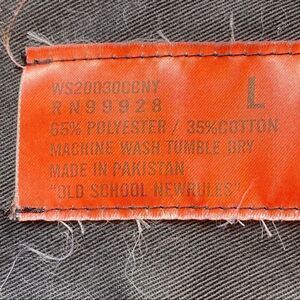 WS20030CCNY
RN99928
65% POLYESTER / 35%COTTON
MACHINE WASH TUMBLE DRY
MADE IN PAKISTAN
"OLD SCHOOL NEWRULES"
L